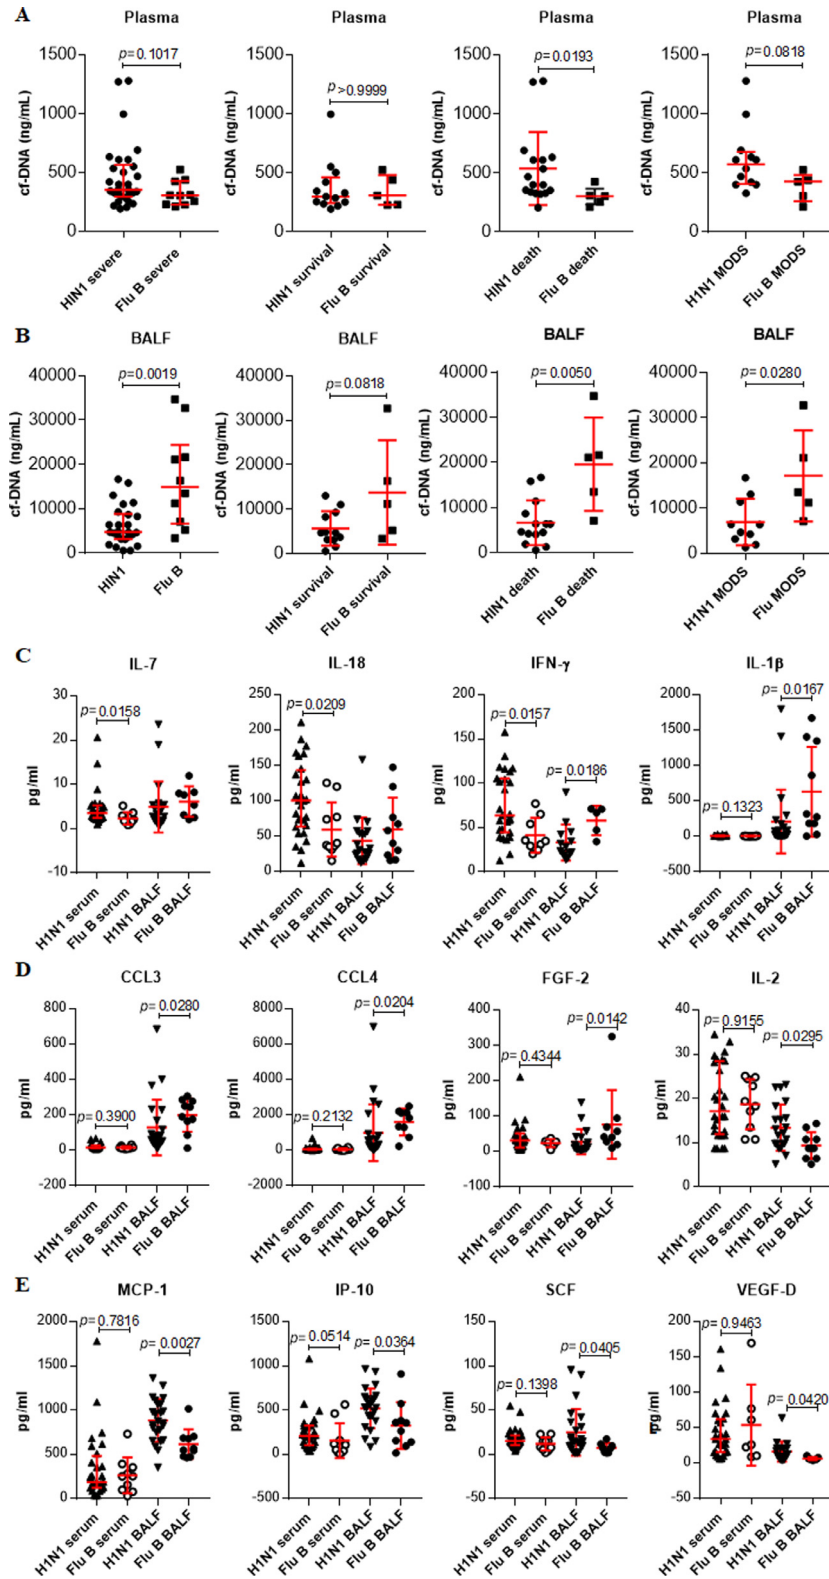 A
Plasma
Plasma
Plasma
Plasma
p=0.1017
p >0.9999
p=0.0193
p=0.0818
cf-DNA (ng/mL)
1500
1000
500
0
HIN1 severe
Flu B severe
cf-DNA (ng/mL)
1500
1000
500
0
HIN1 survival
Flu B survival
cf-DNA (ng/mL)
1500
1000
500
0
HIN1 death
Flu B death
cf-DNA (ng/mL)
1500
1000
500
0
H1N1 MODS
Flu B MODS
B
BALF
BALF
BALF
BALF
p=0.0019
p=0.0818
p=0.0050
p=0.0280
cf-DNA (ng/mL)
40000
30000
20000
10000
0
HIN1
Flu B
cf-DNA (ng/mL)
40000
30000
20000
10000
0
HIN1 survival
Flu B survival
cf-DNA (ng/mL)
40000
30000
20000
10000
0
HIN1 death
Flu B death
cf-DNA (ng/mL)
40000
30000
20000
10000
0
H1N1 MODS
Flu MODS
C
IL-7
IL-18
IFN-γ
IL-1β
pg/ml
30
20
10
0
-10
p=0.0158
H1N1 serum
Flu B serum
H1N1 BALF
Flu B BALF
pg/ml
250
200
150
100
50
0
p=0.0209
H1N1 serum
Flu B serum
H1N1 BALF
Flu B BALF
pg/ml
200
150
100
50
0
p=0.0157
p=0.0186
H1N1 serum
Flu B serum
H1N1 BALF
Flu B BALF
pg/ml
2000
1500
1000
500
0
-500
p=0.1323
p=0.0167
H1N1 serum
Flu B serum
H1N1 BALF
Flu B BALF
D
CCL3
CCL4
FGF-2
IL-2
pg/ml
800
600
400
200
0
-200
p=0.3900
p=0.0280
H1N1 serum
Flu B serum
H1N1 BALF
Flu B BALF
pg/ml
8000
6000
4000
2000
0
-2000
p=0.2132
p=0.0204
H1N1 serum
Flu B serum
H1N1 BALF
Flu B BALF
pg/ml
400
300
200
100
0
-100
p=0.4344
p=0.0142
H1N1 serum
Flu B serum
H1N1 BALF
Flu B BALF
pg/ml
40
30
20
10
0
p=0.9155
p=0.0295
H1N1 serum
Flu B serum
H1N1 BALF
Flu B BALF
E
MCP-1
IP-10
SCF
VEGF-D
pg/ml
2000
1500
1000
500
0
p=0.7816
p=0.0027
H1N1 serum
Flu B serum
H1N1 BALF
Flu B BALF
pg/ml
1500
1000
500
0
-500
p=0.0514
p=0.0364
H1N1 serum
Flu B serum
H1N1 BALF
Flu B BALF
pg/ml
150
100
50
0
-50
p=0.1398
p=0.0405
H1N1 serum
Flu B serum
H1N1 BALF
Flu B BALF
pg/ml
200
150
100
50
0
-50
p=0.9463
p=0.0420
H1N1 serum
Flu B serum
H1N1 BALF
Flu B BALF